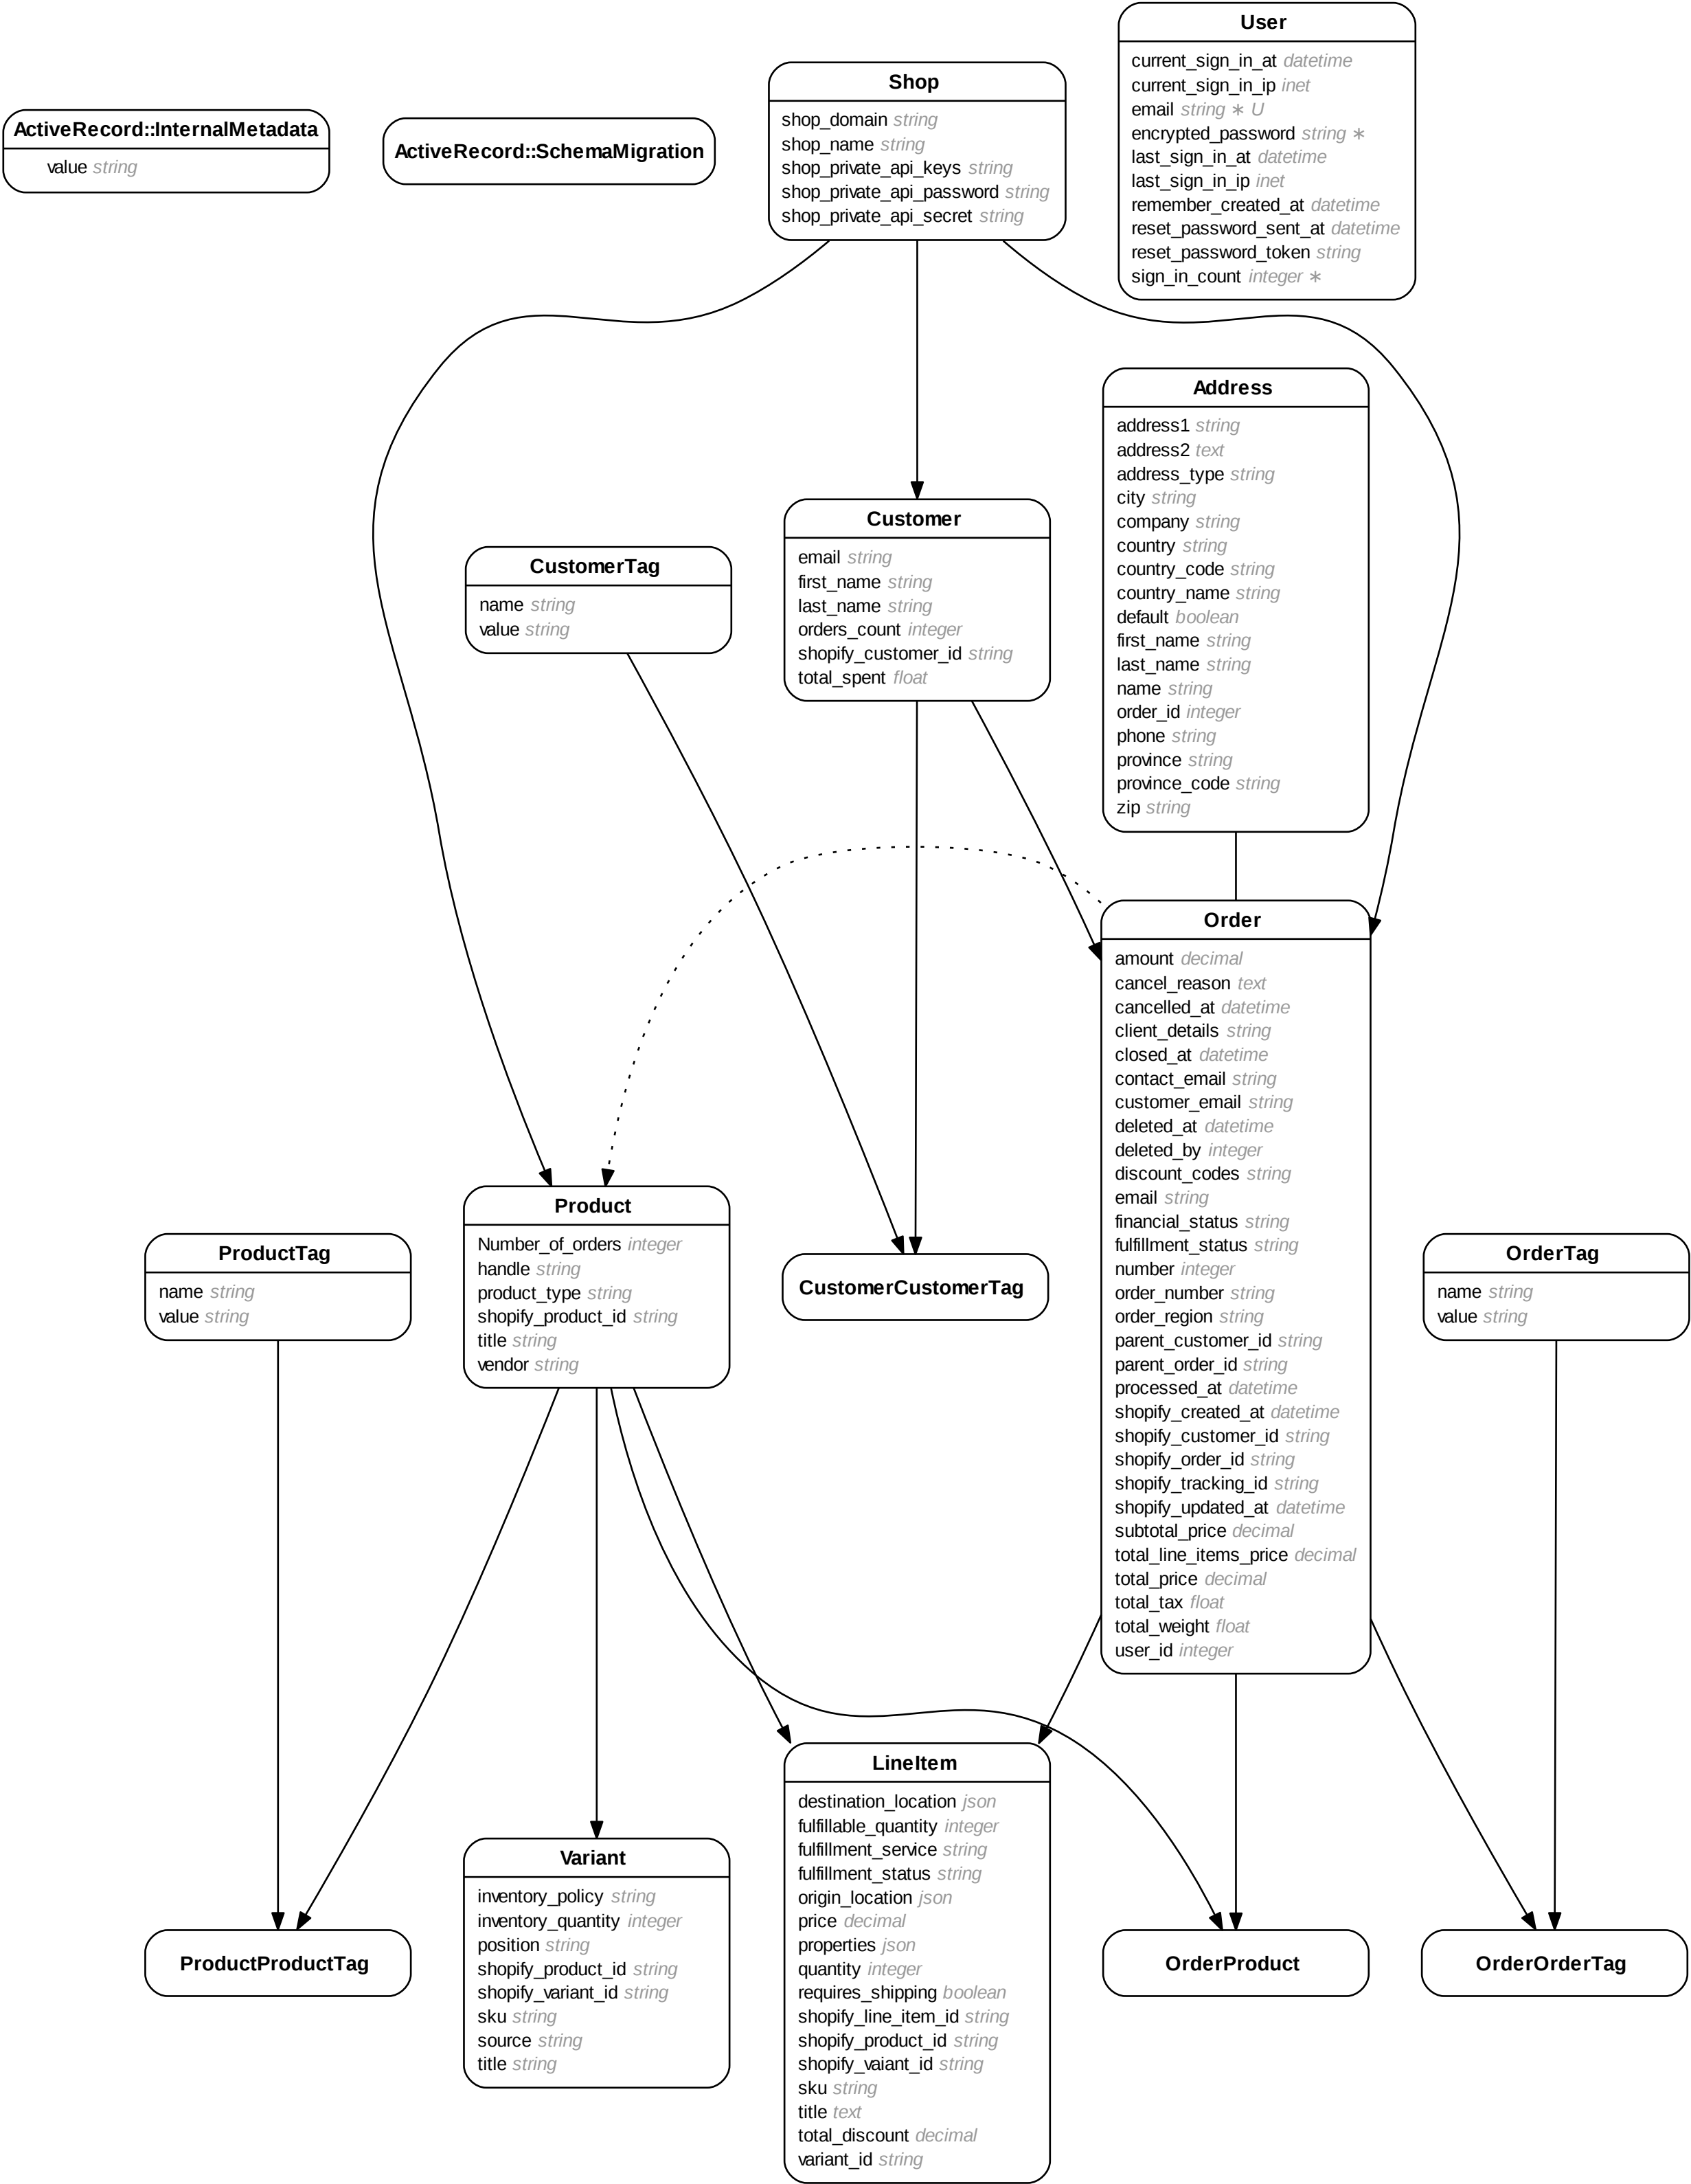 User
current_sign_in_at datetime
current_sign_in_ip inet
email string ∗ U
encrypted_password string ∗
last_sign_in_at datetime
last_sign_in_ip inet
remember_created_at datetime
reset_password_sent_at datetime
reset_password_token string
sign_in_count integer ∗
Shop
shop_domain string
shop_name string
shop_private_api_keys string
shop_private_api_password string
shop_private_api_secret string
ActiveRecord::InternalMetadata
value string
ActiveRecord::SchemaMigration
Address
address1 string
address2 text
address_type string
city string
company string
country string
country_code string
country_name string
default boolean
first_name string
last_name string
name string
order_id integer
phone string
province string
province_code string
zip string
Customer
email string
first_name string
last_name string
orders_count integer
shopify_customer_id string
total_spent float
CustomerTag
name string
value string
Order
amount decimal
cancel_reason text
cancelled_at datetime
client_details string
closed_at datetime
contact_email string
customer_email string
deleted_at datetime
deleted_by integer
discount_codes string
email string
financial_status string
fulfillment_status string
number integer
order_number string
order_region string
parent_customer_id string
parent_order_id string
processed_at datetime
shopify_created_at datetime
shopify_customer_id string
shopify_order_id string
shopify_tracking_id string
shopify_updated_at datetime
subtotal_price decimal
total_line_items_price decimal
total_price decimal
total_tax float
total_weight float
user_id integer
Product
Number_of_orders integer
handle string
product_type string
shopify_product_id string
title string
vendor string
ProductTag
name string
value string
CustomerCustomerTag
OrderTag
name string
value string
LineItem
destination_location json
fulfillable_quantity integer
fulfillment_service string
fulfillment_status string
origin_location json
price decimal
properties json
quantity integer
requires_shipping boolean
shopify_line_item_id string
shopify_product_id string
shopify_vaiant_id string
sku string
title text
total_discount decimal
variant_id string
Variant
inventory_policy string
inventory_quantity integer
position string
shopify_product_id string
shopify_variant_id string
sku string
source string
title string
ProductProductTag
OrderProduct
OrderOrderTag